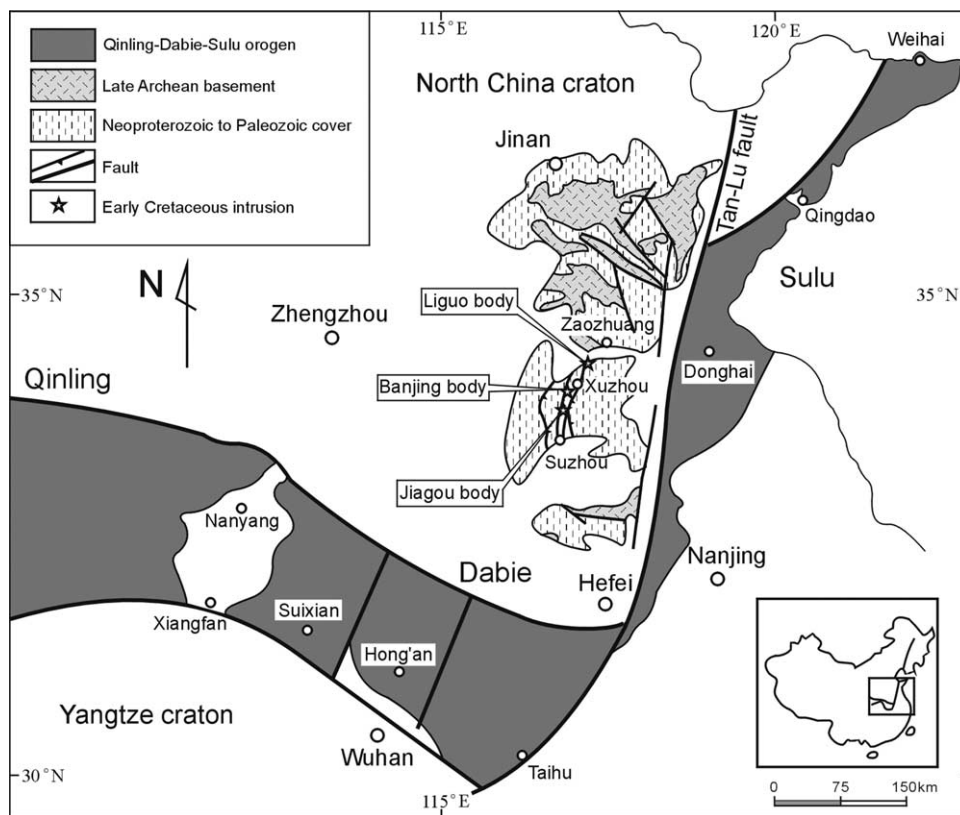 115°E
120°E
Qinling-Dabie-Sulu orogen
Late Archean basement
Neoproterozoic to Paleozoic cover
Fault
Early Cretaceous intrusion
Weihai
North China craton
Jinan
Tan-Lu fault
Qingdao
Sulu
35°N
N
35°N
Liguo body
Zhengzhou
Zaozhuang
Donghai
Qinling
Banjing body
Xuzhou
Suzhou
Jiagou body
Nanyang
Dabie
Hefei
Nanjing
Xiangfan
Suixian
Hong'an
Yangtze craton
Wuhan
Taihu
30°N
115°E
0 75 150km